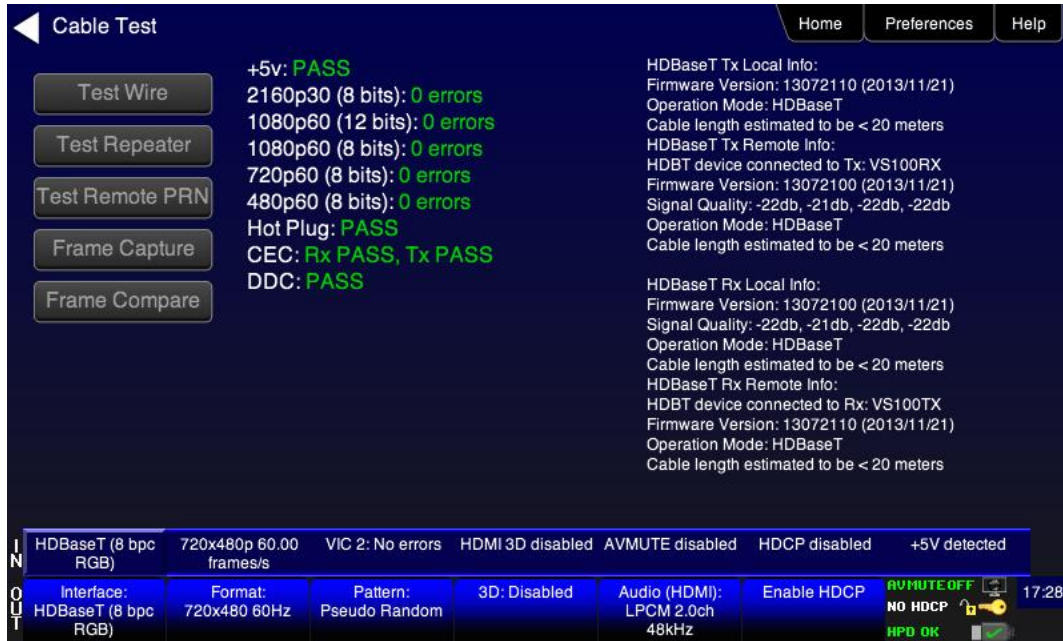 Cable Test
Home
Preferences
Help
Test Wire
Test Repeater
Test Remote PRN
Frame Capture
Frame Compare
+5v: PASS
2160p30 (8 bits): 0 errors
1080p60 (12 bits): 0 errors
1080p60 (8 bits): 0 errors
720p60 (8 bits): 0 errors
480p60 (8 bits): 0 errors
Hot Plug: PASS
CEC: Rx PASS, Tx PASS
DDC: PASS
HDBaseT Tx Local Info:
Firmware Version: 13072110 (2013/11/21)
Operation Mode: HDBaseT
Cable length estimated to be < 20 meters
HDBaseT Tx Remote Info:
HDBT device connected to Tx: VS100RX
Firmware Version: 13072100 (2013/11/21)
Signal Quality: -22db, -21db, -22db, -22db
Operation Mode: HDBaseT
Cable length estimated to be < 20 meters
HDBaseT Rx Local Info:
Firmware Version: 13072100 (2013/11/21)
Signal Quality: -22db, -21db, -22db, -22db
Operation Mode: HDBaseT
Cable length estimated to be < 20 meters
HDBaseT Rx Remote Info:
HDBT device connected to Rx: VS100TX
Firmware Version: 13072110 (2013/11/21)
Operation Mode: HDBaseT
Cable length estimated to be < 20 meters
IN
HDBaseT (8 bpc
RGB)
720x480p 60.00
frames/s
VIC 2: No errors
HDMI 3D disabled
AVMUTE disabled
HDCP disabled
+5V detected
OUT
Interface:
HDBaseT (8 bpc
RGB)
Format:
720x480 60Hz
Pattern:
Pseudo Random
3D: Disabled
Audio (HDMI):
LPCM 2.0ch
48kHz
Enable HDCP
AVMUTEOFF
NO HDCP
HPD OK
17:28